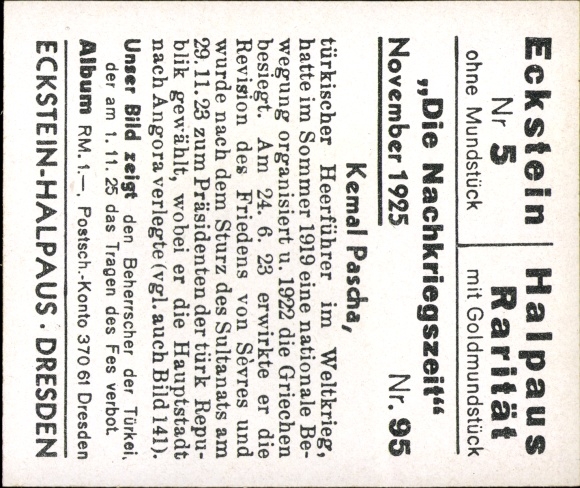 Eckstein Halpaus
Nr 5 Rarität
ohne Mundstück mit Goldmundstück
„Die Nachkriegszeit“
November 1925 Nr. 95
Kemal Pascha,
türkischer Heerführer im Weltkrieg,
hatte im Sommer 1919 eine nationale Be-
wegung organisiert u. 1922 die Griechen
besiegt. Am 24. 6. 23 erwirkte er die
Revision des Friedens von Sèvres und
wurde nach dem Sturz des Sultanats am
29. 11. 23 zum Präsidenten der türk Repu-
blik gewählt, wobei er die Hauptstadt
nach Angora verlegte (vgl. auch Bild 141).
Unser Bild zeigt den Beherrscher der Türkei,
der am 1. 11. 25 das Tragen des Fes verbot.
Album RM. 1.—, Postsch.-Konto 370 61 Dresden
ECKSTEIN-HALPAUS · DRESDEN